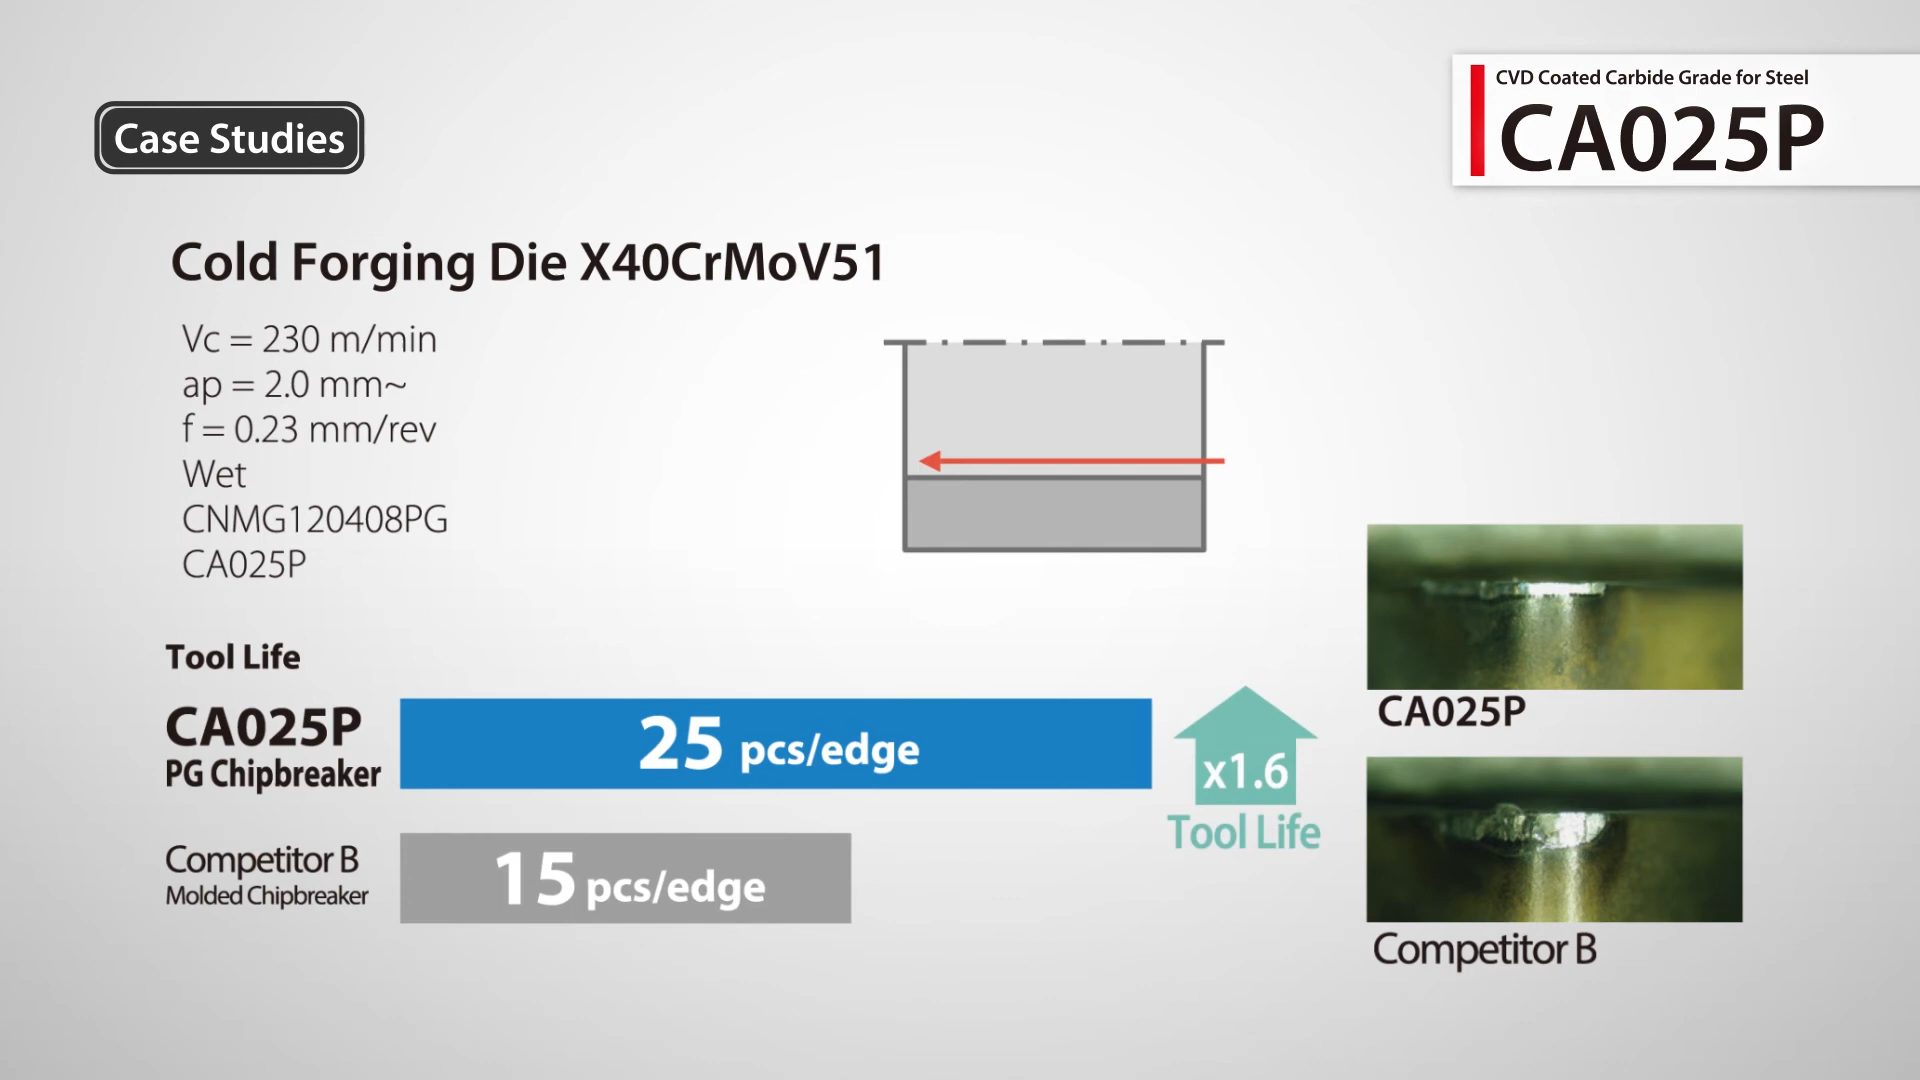 CVD Coated Carbide Grade for Steel
CA025P
Case Studies
Cold Forging Die X40CrMoV51
Vc = 230 m/min
ap = 2.0 mm~
f = 0.23 mm/rev
Wet
CNMG120408PG
CA025P
Tool Life
CA025P
PG Chipbreaker
25 pcs/edge
x1.6
Tool Life
Competitor B
Molded Chipbreaker
15 pcs/edge
CA025P
Competitor B